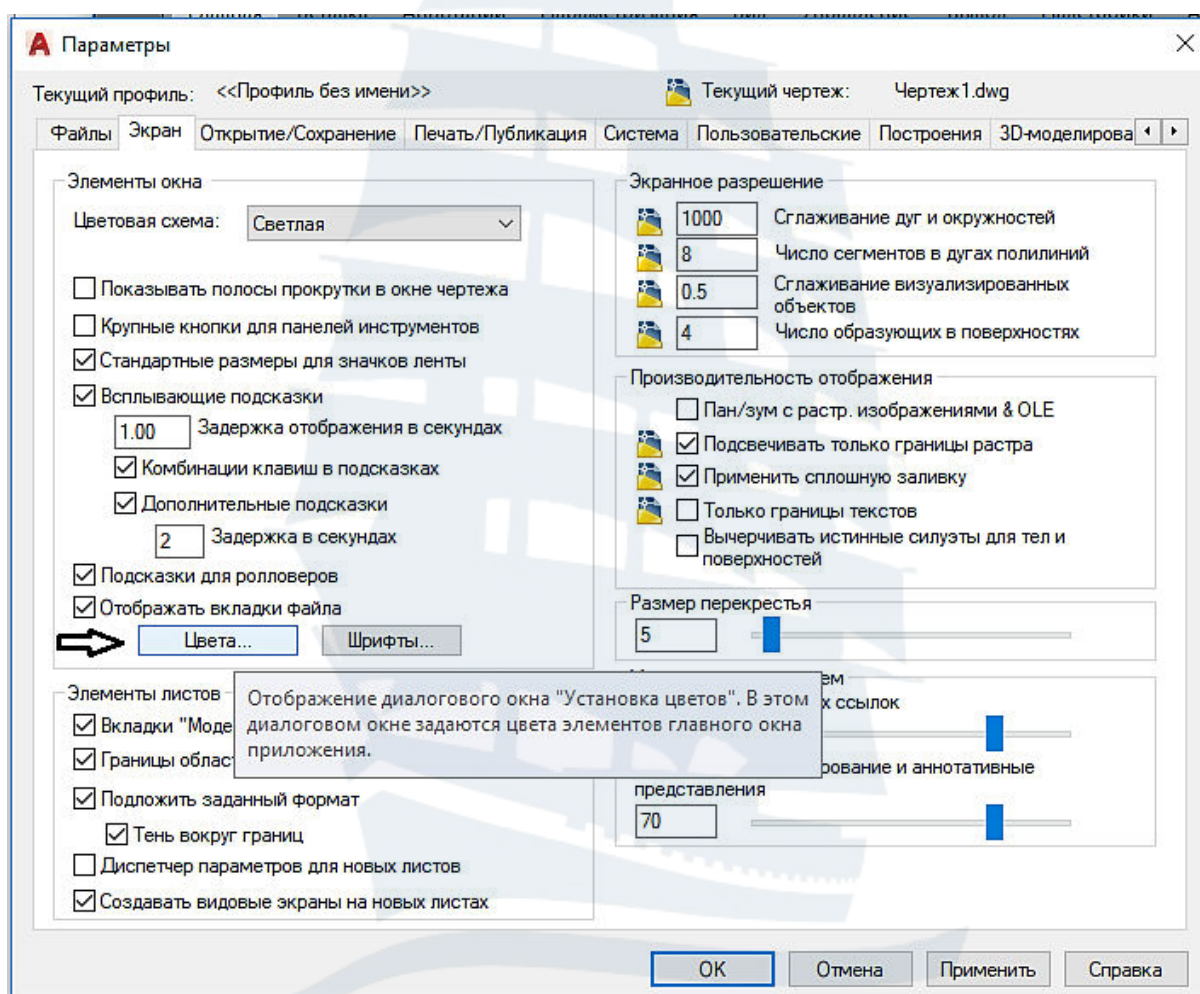 Параметры
Текущий профиль: <<Профиль без имени>> Текущий чертеж: Чертеж1.dwg
Файлы Экран Открытие/Сохранение Печать/Публикация Система Пользовательские Построения 3D-моделирова
Элементы окна
Цветовая схема: Светлая
Показывать полосы прокрутки в окне чертежа
Крупные кнопки для панелей инструментов
Стандартные размеры для значков ленты
Всплывающие подсказки
1.00 Задержка отображения в секундах
Комбинации клавиш в подсказках
Дополнительные подсказки
2 Задержка в секундах
Подсказки для ролловеров
Отображать вкладки файла
Цвета... Шрифты...
Элементы листов
Вкладки "Моде
Границы облас
Подложить заданный формат
Тень вокруг границ
Диспетчер параметров для новых листов
Создавать видовые экраны на новых листах
Отображение диалогового окна "Установка цветов". В этом
диалоговом окне задаются цвета элементов главного окна
приложения.
Экранное разрешение
1000 Сглаживание дуг и окружностей
8 Число сегментов в дугах полилиний
0.5 Сглаживание визуализированных
объектов
4 Число образующих в поверхностях
Производительность отображения
Пан/зум с растр. изображениями & OLE
Подсвечивать только границы растра
Применить сплошную заливку
Только границы текстов
Вычерчивать истинные силуэты для тел и
поверхностей
Размер перекрестья
5
ем
х ссылок
рование и аннотативные
представления
70
OK Отмена Применить Справка